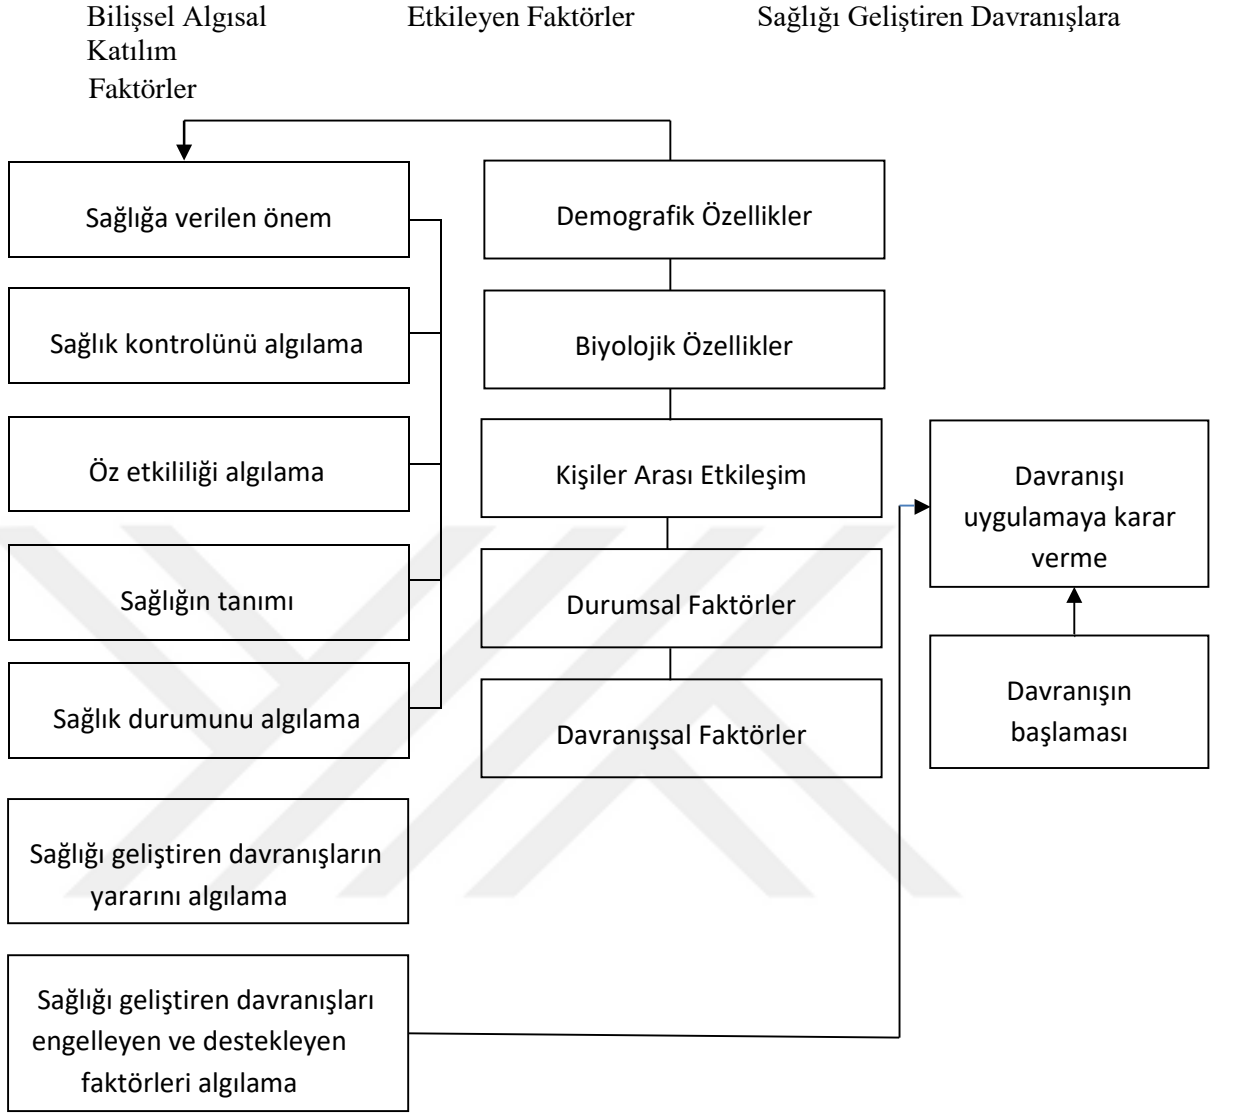 Bilişsel Algısal Etkileyen Faktörler Sağlığı Geliştiren Davranışlara
Katılım
Faktörler
Sağlığa verilen önem
Sağlık kontrolünü algılama
Öz etkililiği algılama
Sağlığın tanımı
Sağlık durumunu algılama
Sağlığı geliştiren davranışların
yararını algılama
Sağlığı geliştiren davranışları
engelleyen ve destekleyen
faktörleri algılama
Demografik Özellikler
Biyolojik Özellikler
Kişiler Arası Etkileşim
Durumsal Faktörler
Davranışsal Faktörler
Davranışı
uygulamaya karar
verme
Davranışın
başlaması